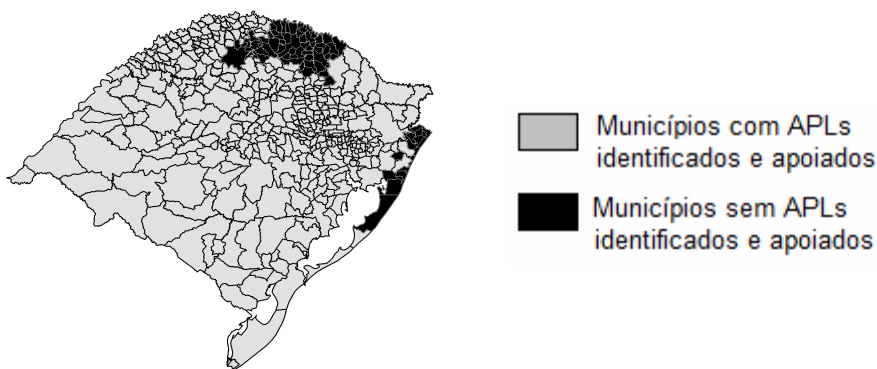 Municípios com APLs
identificados e apoiados
Municípios sem APLs
identificados e apoiados